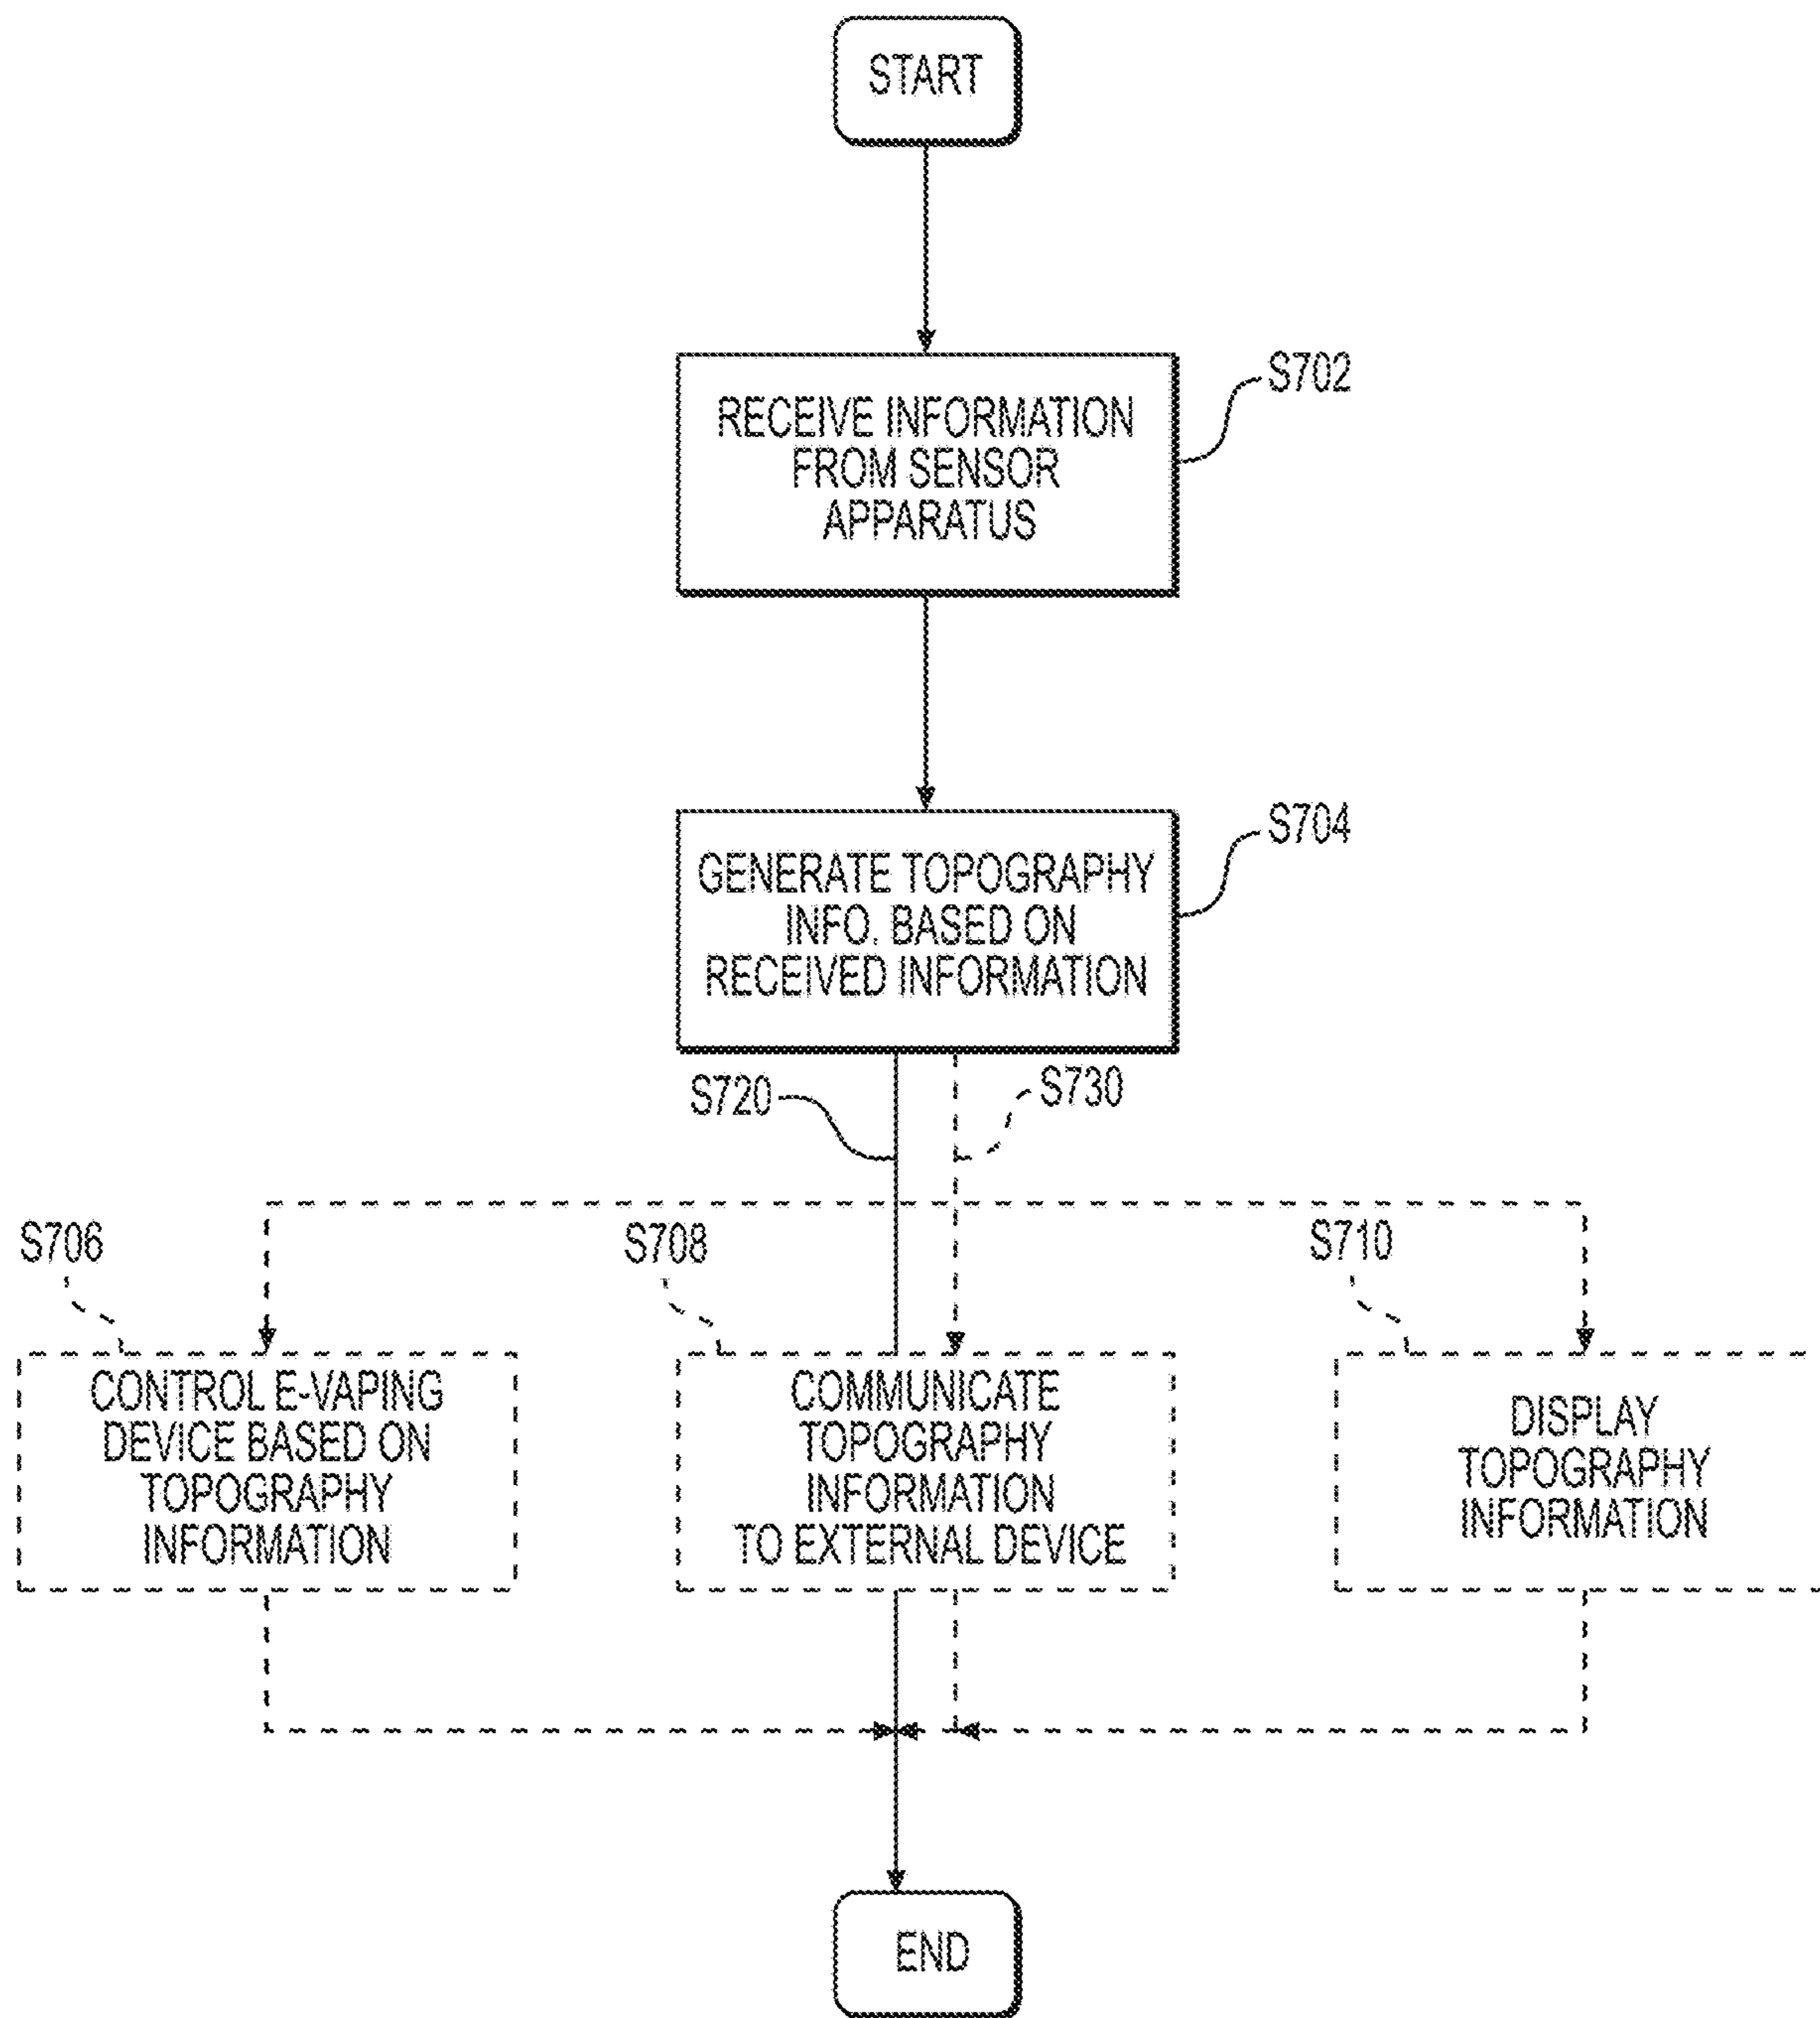 START
RECEIVE INFORMATION
FROM SENSOR
APPARATUS
S702
GENERATE TOPOGRAPHY
INFO. BASED ON
RECEIVED INFORMATION
S704
S720
S730
S706
CONTROL E-VAPING
DEVICE BASED ON
TOPOGRAPHY
INFORMATION
S708
COMMUNICATE
TOPOGRAPHY
INFORMATION
TO EXTERNAL DEVICE
S710
DISPLAY
TOPOGRAPHY
INFORMATION
END